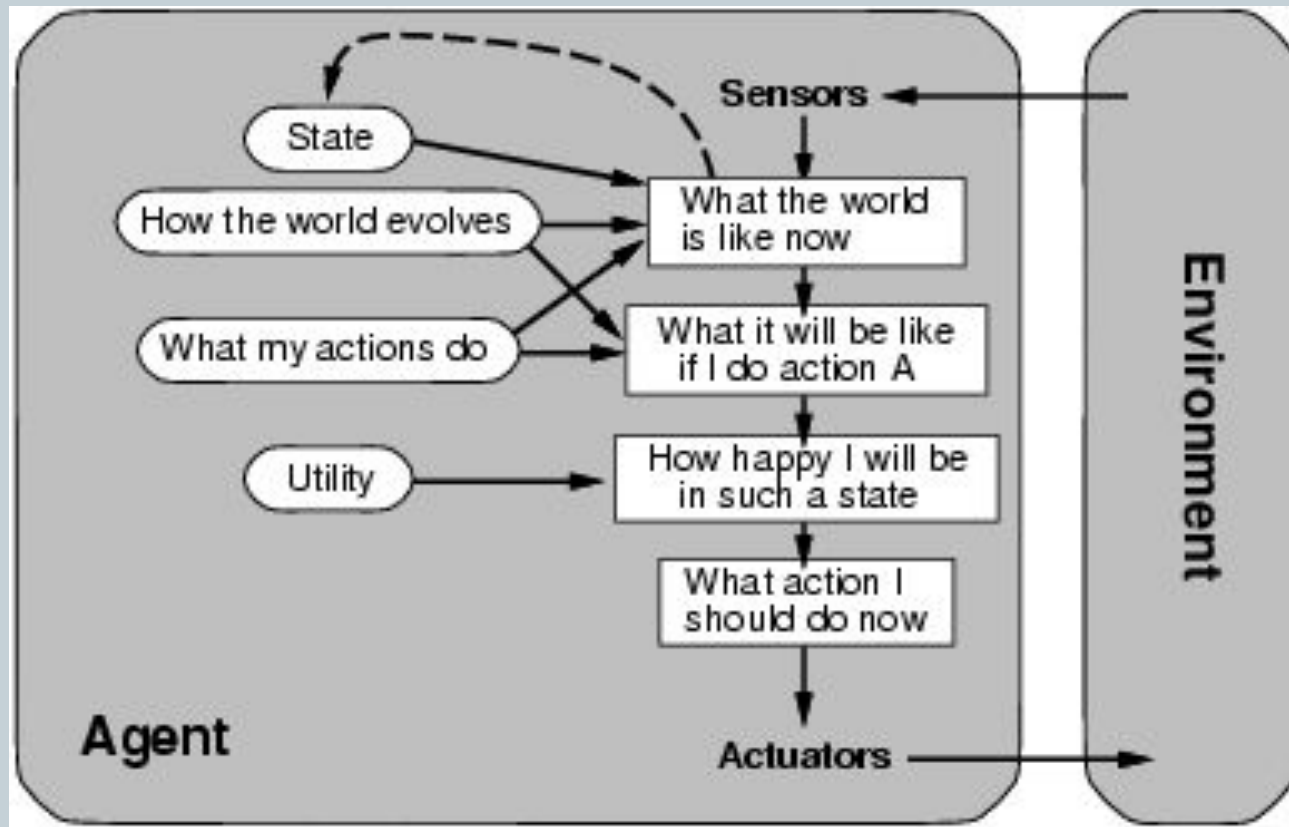 Sensors
State
What the world
is like now
How the world evolves
What my actions do
What it will be like
if I do action A
Utility
How happy I will be
in such a state
What action I
should do now
Agent
Actuators
Environment